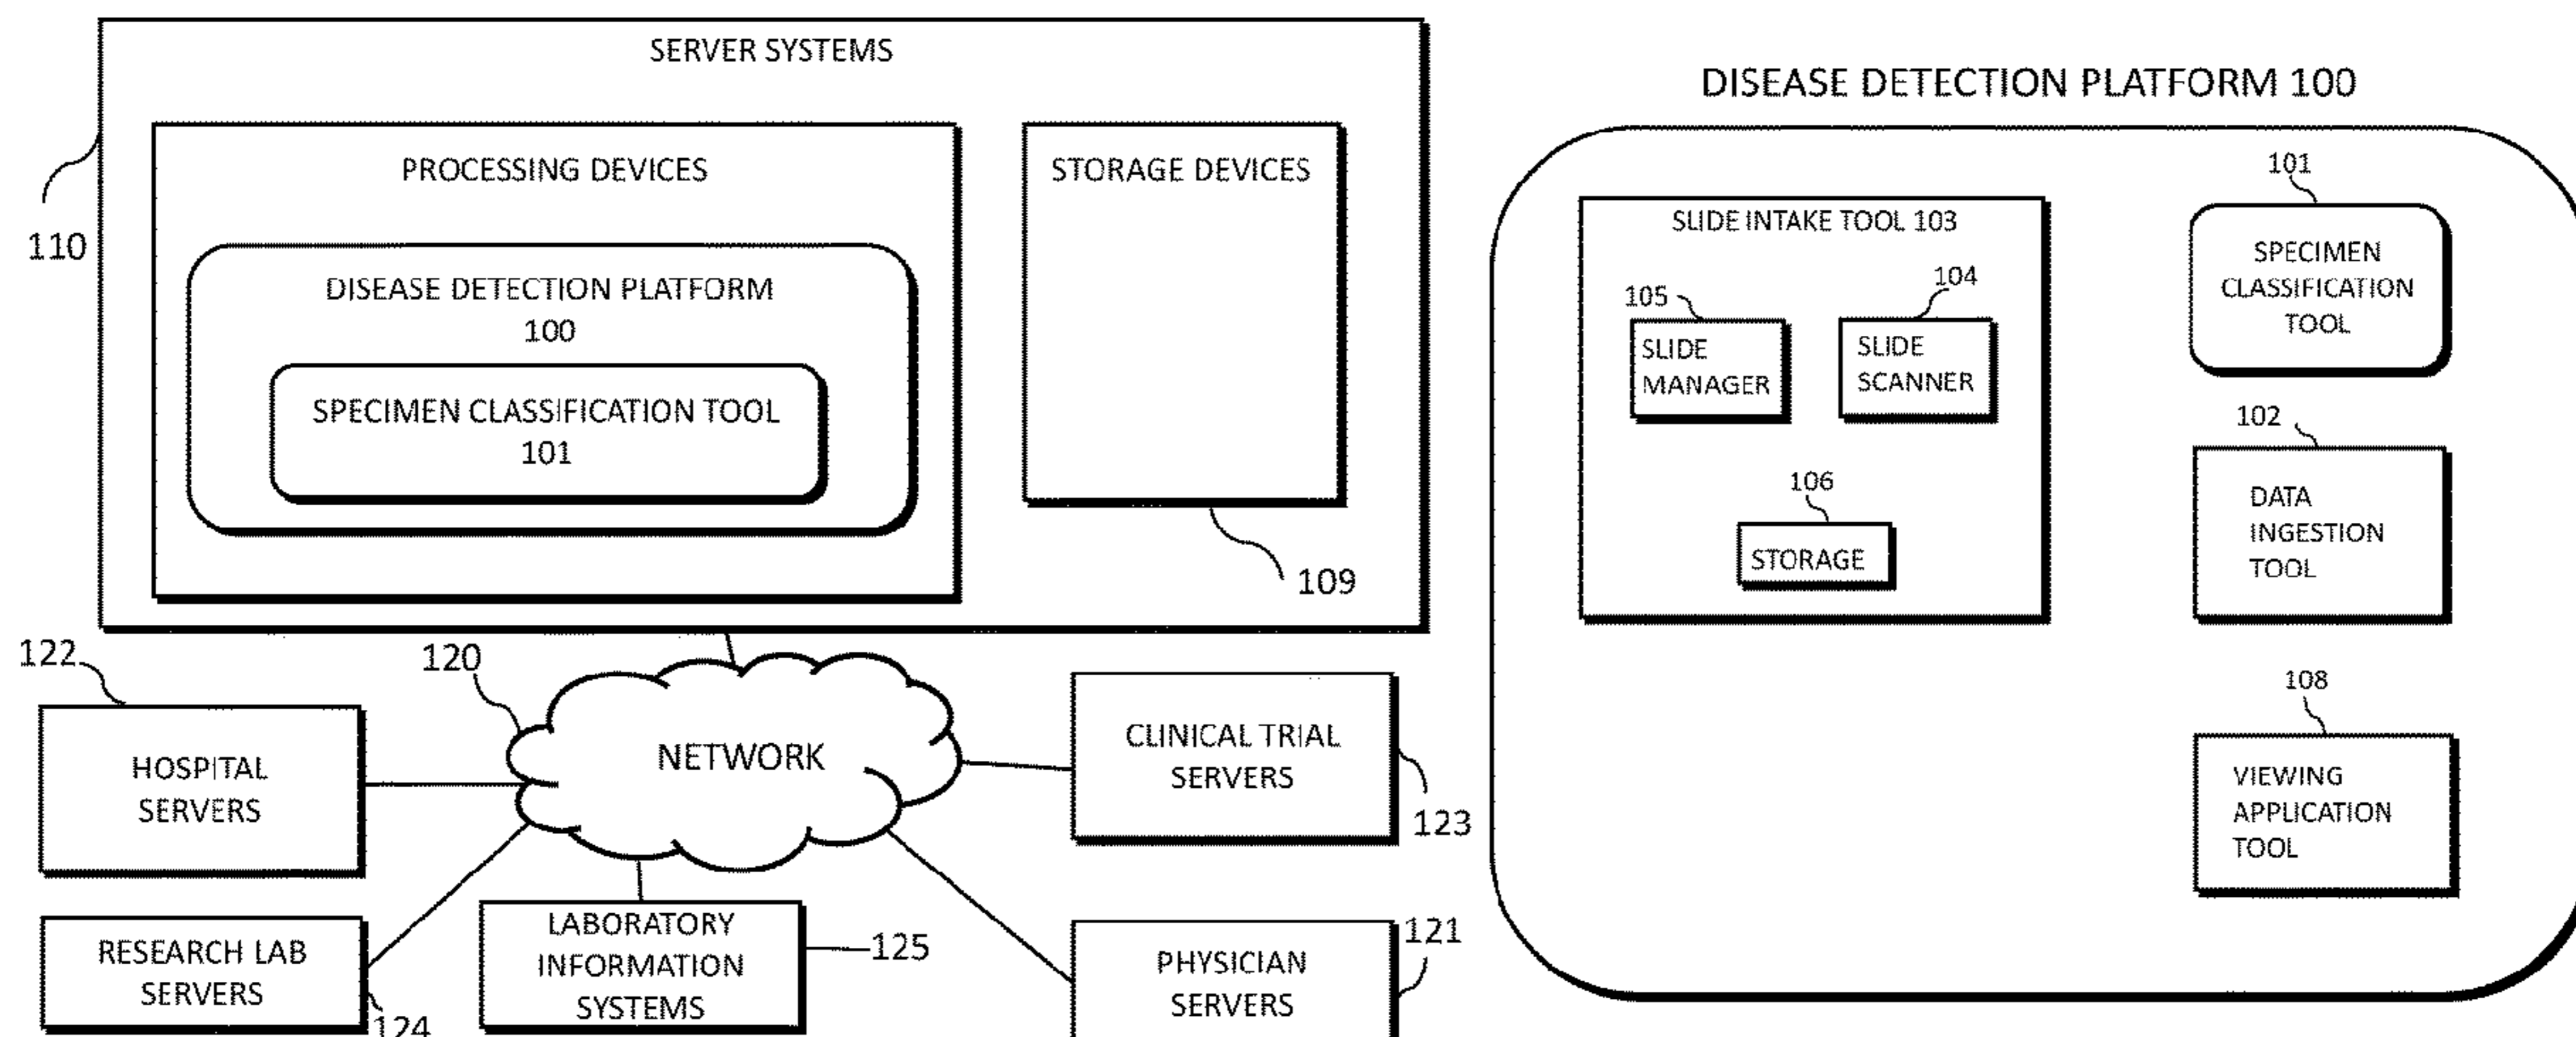 SERVER SYSTEMS
PROCESSING DEVICES
STORAGE DEVICES
110
DISEASE DETECTION PLATFORM
100
SPECIMEN CLASSIFICATION TOOL
101
109
122
120
HOSPITAL
SERVERS
NETWORK
CLINICAL TRIAL
SERVERS
123
RESEARCH LAB
SERVERS
124
LABORATORY
INFORMATION
SYSTEMS
125
PHYSICIAN
SERVERS
121
DISEASE DETECTION PLATFORM 100
SLIDE INTAKE TOOL 103
105
SLIDE
MANAGER
104
SLIDE
SCANNER
106
STORAGE
101
SPECIMEN
CLASSIFICATION
TOOL
102
DATA
INGESTION
TOOL
108
VIEWING
APPLICATION
TOOL